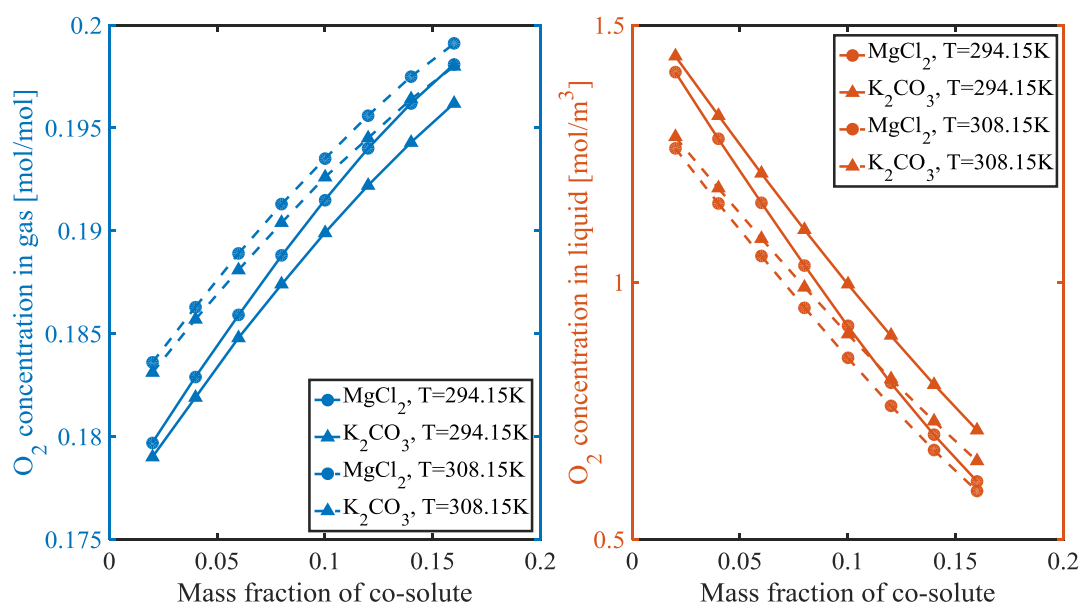 0.2
0.195
0.19
0.185
0.18
0.175
O2 concentration in gas [mol/mol]
MgCl2, T=294.15K
K2CO3, T=294.15K
MgCl2, T=308.15K
K2CO3, T=308.15K
0
0.05
0.1
0.15
0.2
Mass fraction of co-solute
1.5
1
0.5
O2 concentration in liquid [mol/m3]
MgCl2, T=294.15K
K2CO3, T=294.15K
MgCl2, T=308.15K
K2CO3, T=308.15K
0
0.05
0.1
0.15
0.2
Mass fraction of co-solute